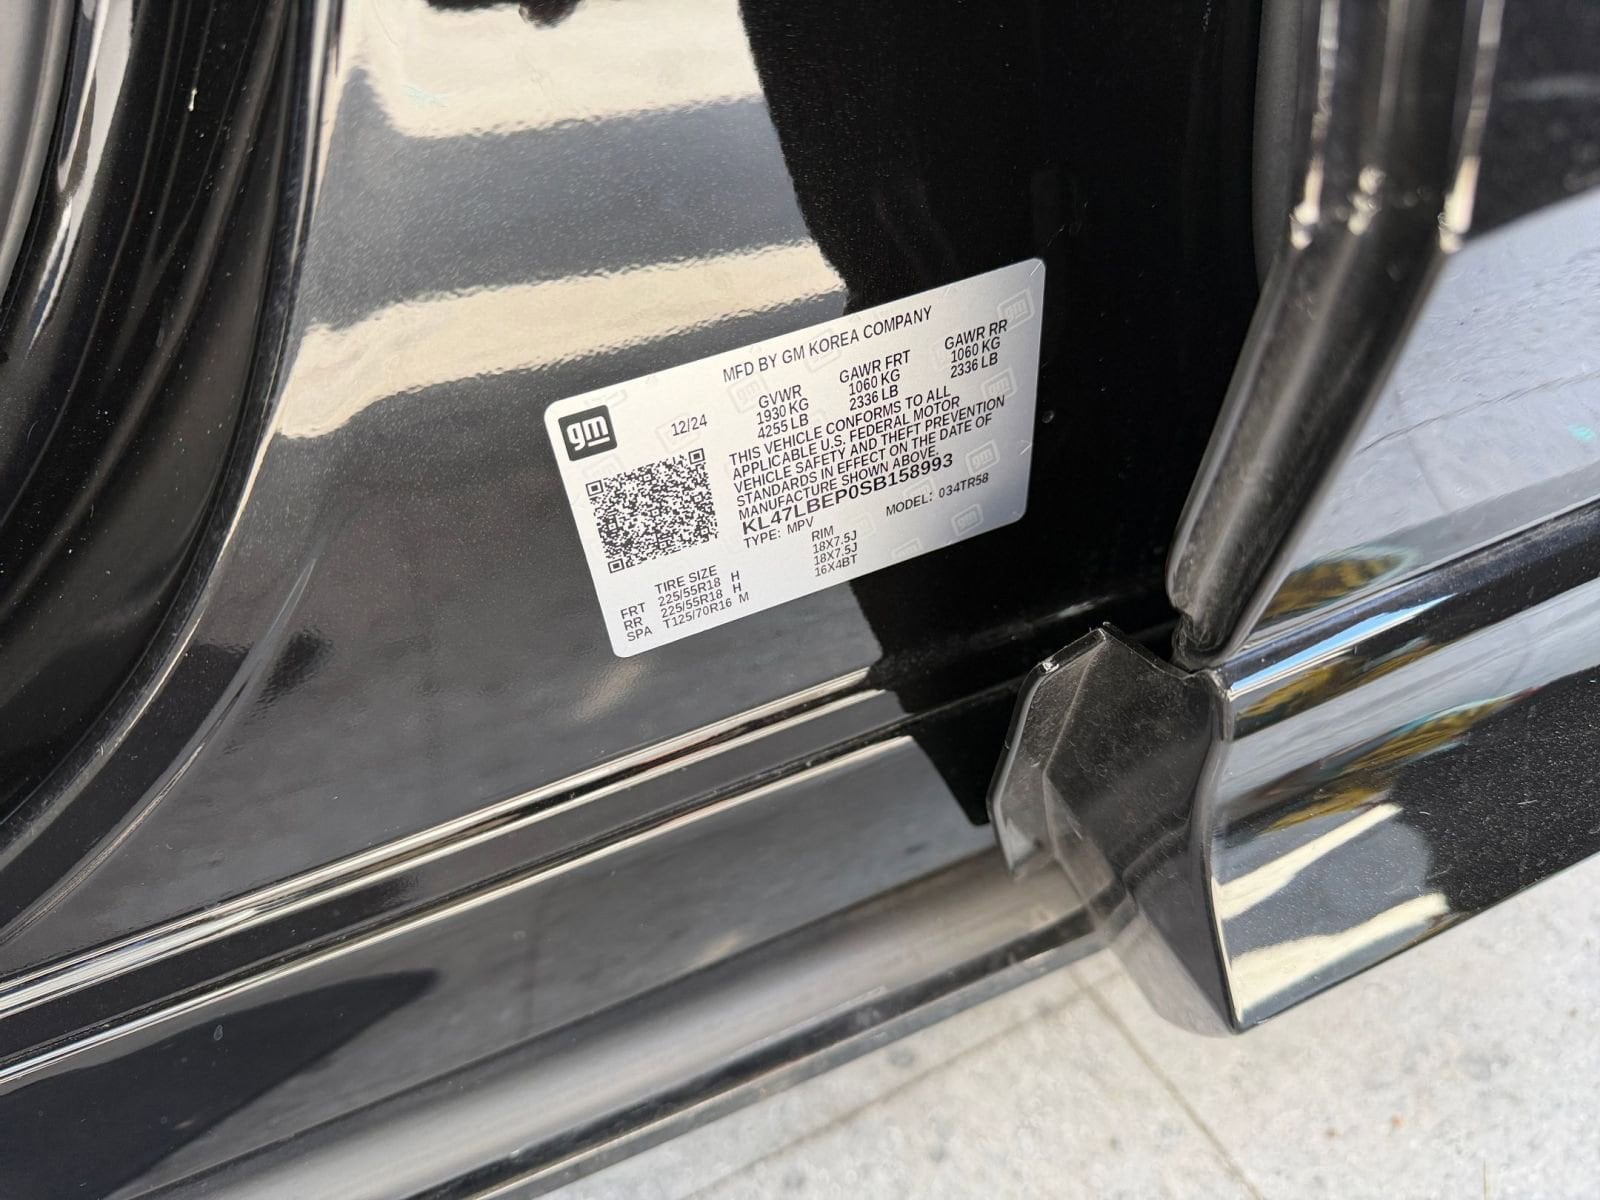 MFD BY GM KOREA COMPANY
gm
12/24
GVWR GAWR FRT GAWR RR
1930 KG 1060 KG 1060 KG
4255 LB 2336 LB 2336 LB
THIS VEHICLE CONFORMS TO ALL
APPLICABLE U.S. FEDERAL MOTOR
VEHICLE SAFETY AND THEFT PREVENTION
STANDARDS IN EFFECT ON THE DATE OF
MANUFACTURE SHOWN ABOVE.
KL47LBEP0SB158993
TYPE: MPV MODEL: 034TR58
TIRE SIZE RIM
FRT 225/55R18 H 18X7.5J
RR 225/55R18 H 18X7.5J
SPA T125/70R16 M 16X4BT